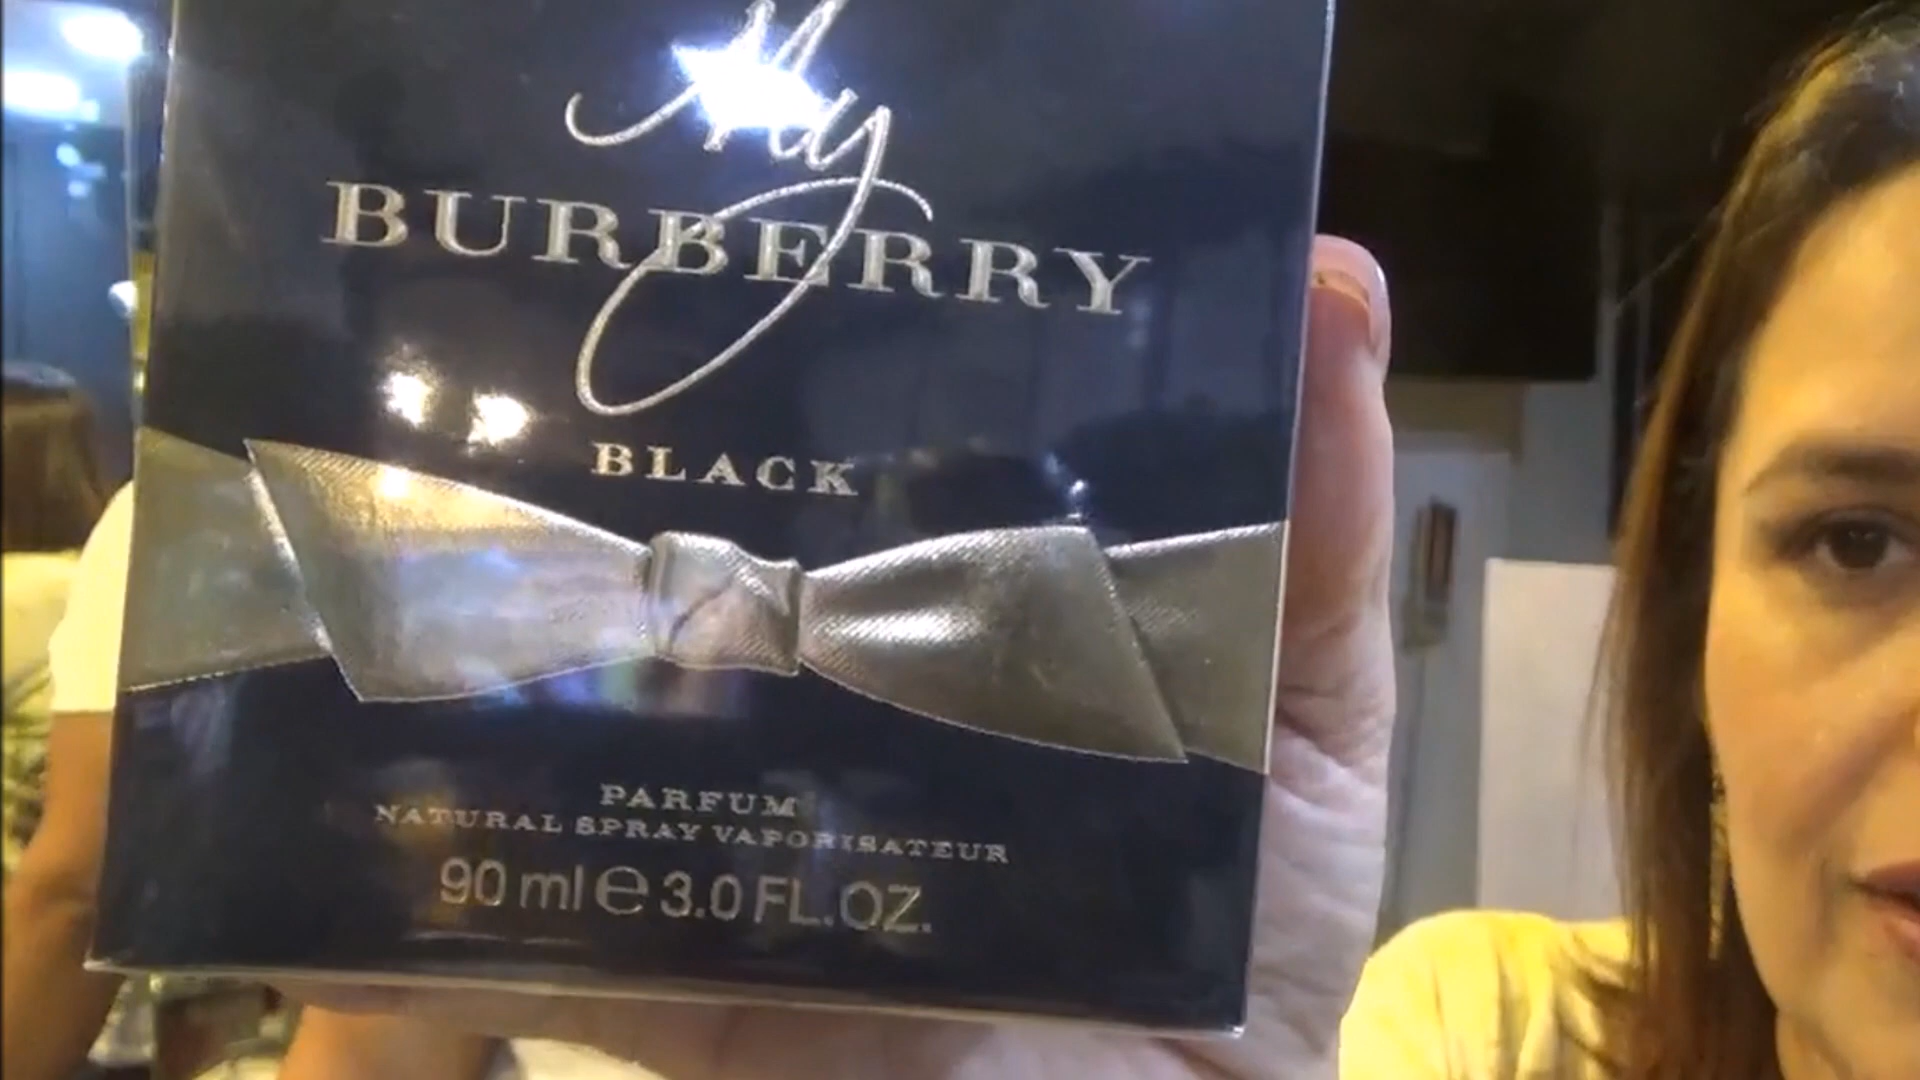 My
BURBERRY
BLACK
PARFUM
NATURAL SPRAY VAPORISATEUR
90 ml e 3.0 FL.OZ.